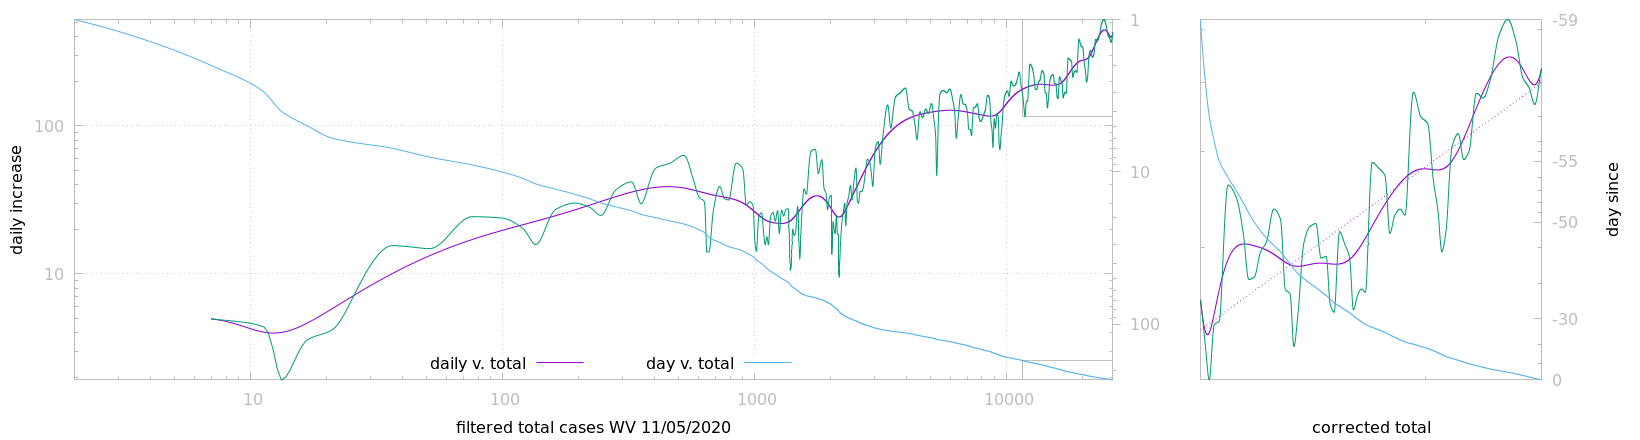 daily increase
100
10
daily v. total
day v. total
10
100
1000
10000
filtered total cases WV 11/05/2020
1
10
100
-59
-55
-50
-30
0
day since
corrected total